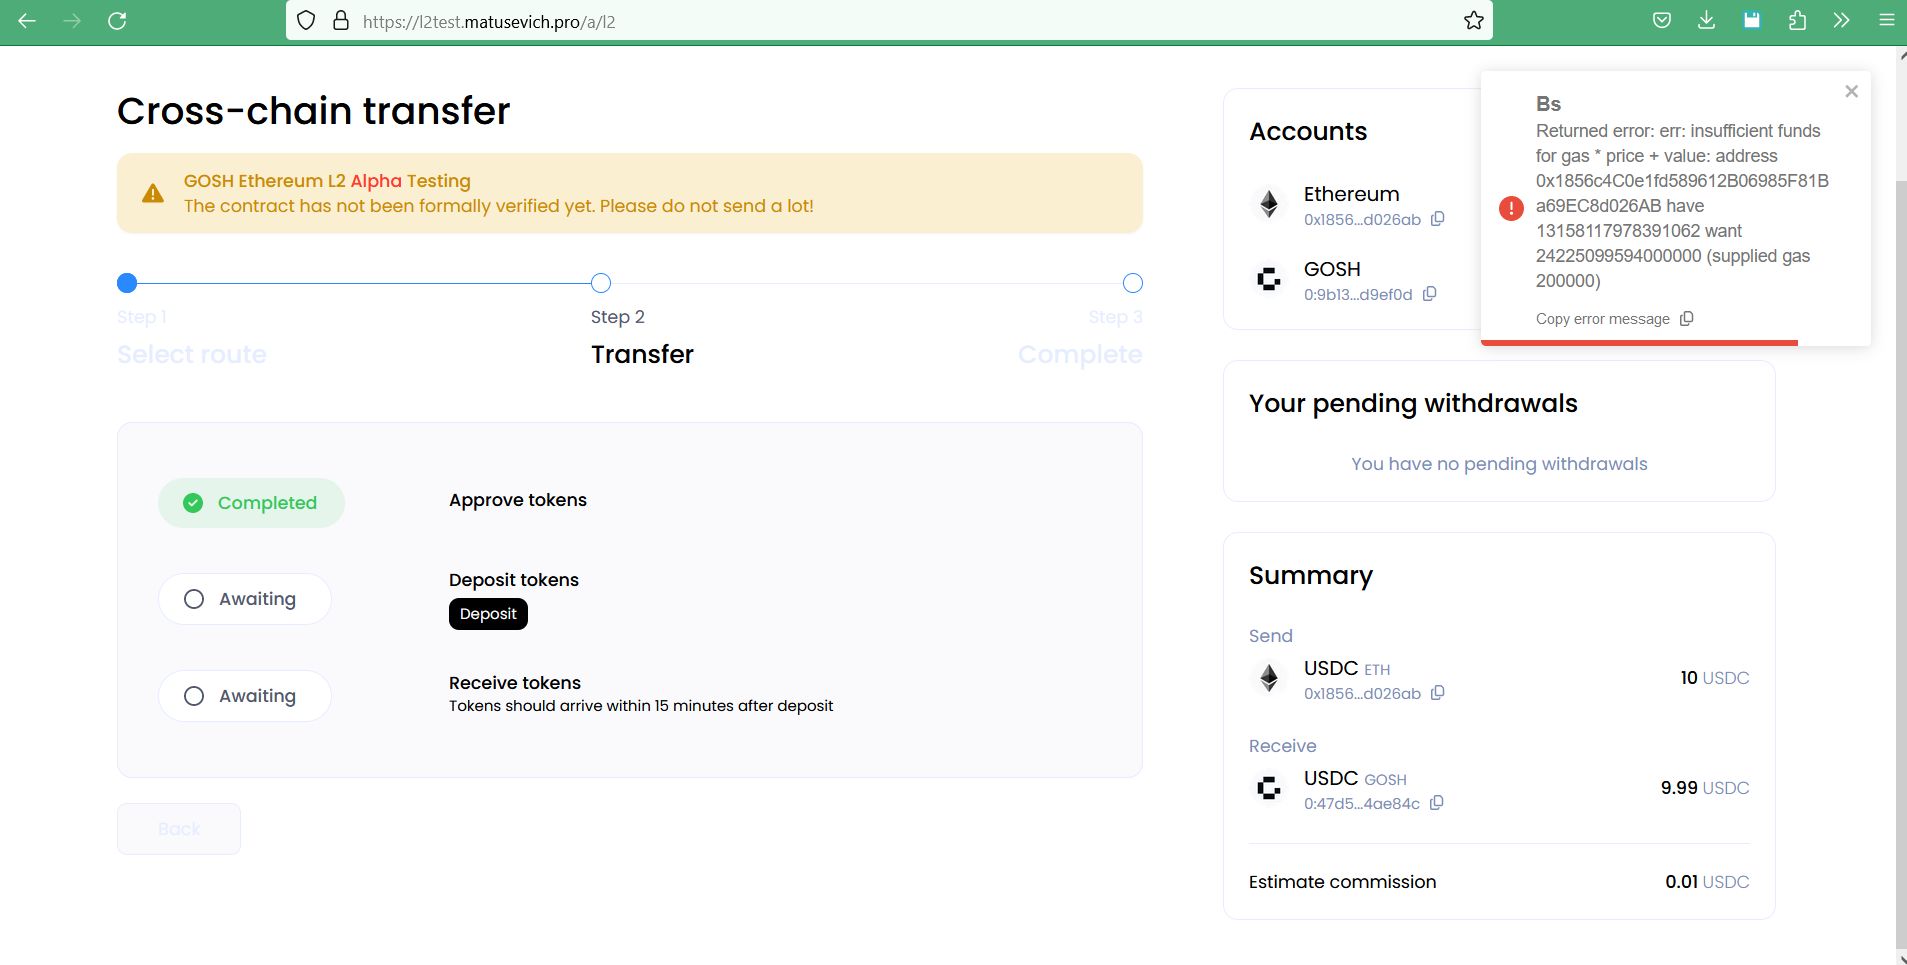 https://l2test.matusevich.pro/a/l2
Cross-chain transfer
GOSH Ethereum L2 Alpha Testing
The contract has not been formally verified yet. Please do not send a lot!
Step 1
Select route
Step 2
Transfer
Step 3
Complete
Completed
Approve tokens
Awaiting
Deposit tokens
Deposit
Awaiting
Receive tokens
Tokens should arrive within 15 minutes after deposit
Back
Accounts
Ethereum
0x1856...d026ab
GOSH
0:9b13...d9ef0d
Bs
Returned error: err: insufficient funds
for gas * price + value: address
0x1856c4C0e1fd589612B06985F81B
a69EC8d026AB have
13158117978391062 want
24225099594000000 (supplied gas
200000)
Copy error message
Your pending withdrawals
You have no pending withdrawals
Summary
Send
USDC ETH
0x1856...d026ab
10 USDC
Receive
USDC GOSH
0:47d5...4ae84c
9.99 USDC
Estimate commission
0.01 USDC